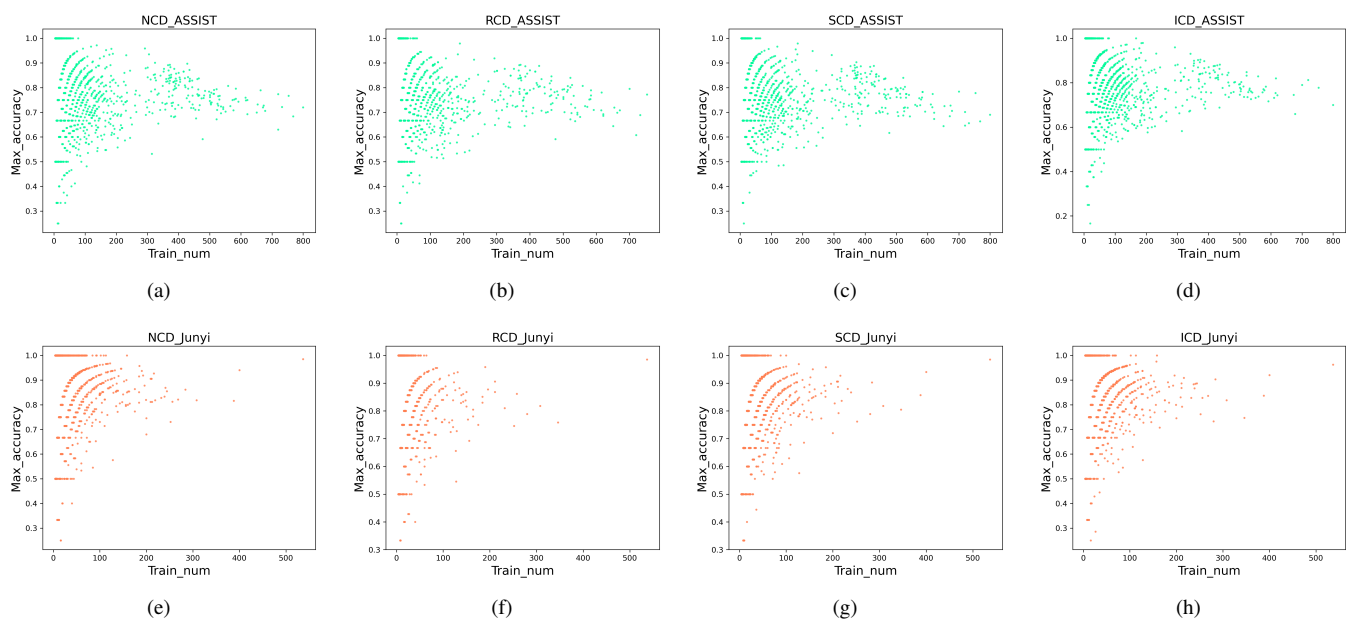 NCD_ASSIST
1.0
0.9
0.8
0.7
0.6
0.5
0.4
0.3
Max_accuracy
0 100 200 300 400 500 600 700 800
Train_num
(a)
RCD_ASSIST
1.0
0.9
0.8
0.7
0.6
0.5
0.4
0.3
Max_accuracy
0 100 200 300 400 500 600 700
Train_num
(b)
SCD_ASSIST
1.0
0.9
0.8
0.7
0.6
0.5
0.4
0.3
Max_accuracy
0 100 200 300 400 500 600 700 800
Train_num
(c)
ICD_ASSIST
1.0
0.8
0.6
0.4
0.2
Max_accuracy
0 100 200 300 400 500 600 700 800
Train_num
(d)
NCD_Junyi
1.0
0.9
0.8
0.7
0.6
0.5
0.4
0.3
Max_accuracy
0 100 200 300 400 500
Train_num
(e)
RCD_Junyi
1.0
0.9
0.8
0.7
0.6
0.5
0.4
0.3
Max_accuracy
0 100 200 300 400 500
Train_num
(f)
SCD_Junyi
1.0
0.9
0.8
0.7
0.6
0.5
0.4
0.3
Max_accuracy
0 100 200 300 400 500
Train_num
(g)
ICD_Junyi
1.0
0.9
0.8
0.7
0.6
0.5
0.4
0.3
Max_accuracy
0 100 200 300 400 500
Train_num
(h)